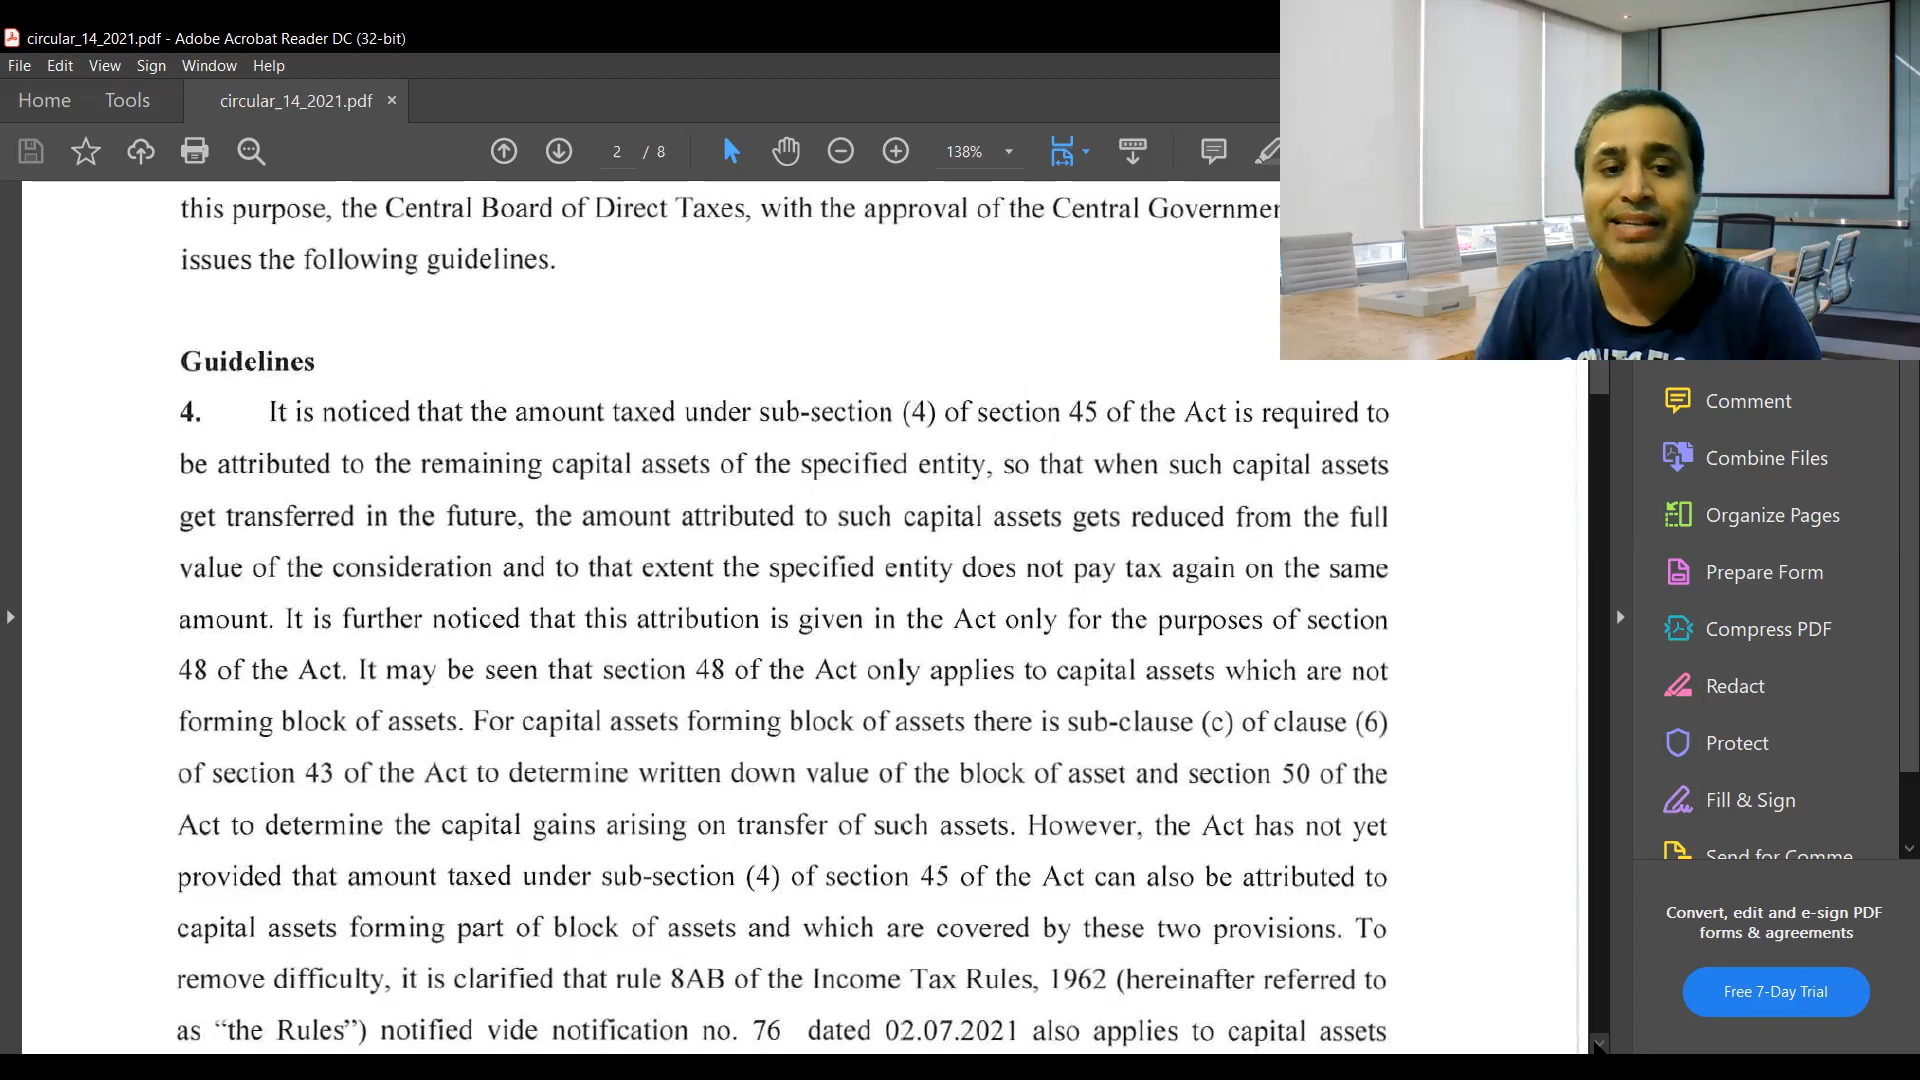 circular_14_2021.pdf - Adobe Acrobat Reader DC (32-bit)
File Edit View Sign Window Help
Home Tools circular_14_2021.pdf ×
2 / 8 138%
this purpose, the Central Board of Direct Taxes, with the approval of the Central
issues the following guidelines.
Guidelines
4. It is noticed that the amount taxed under sub-section (4) of section 45 of the Act is required to
be attributed to the remaining capital assets of the specified entity, so that when such capital assets
get transferred in the future, the amount attributed to such capital assets gets reduced from the full
value of the consideration and to that extent the specified entity does not pay tax again on the same
amount. It is further noticed that this attribution is given in the Act only for the purposes of section
48 of the Act. It may be seen that section 48 of the Act only applies to capital assets which are not
forming block of assets. For capital assets forming block of assets there is sub-clause (c) of clause (6)
of section 43 of the Act to determine written down value of the block of asset and section 50 of the
Act to determine the capital gains arising on transfer of such assets. However, the Act has not yet
provided that amount taxed under sub-section (4) of section 45 of the Act can also be attributed to
capital assets forming part of block of assets and which are covered by these two provisions. To
remove difficulty, it is clarified that rule 8AB of the Income Tax Rules, 1962 (hereinafter referred to
as “the Rules”) notified vide notification no. 76 dated 02.07.2021 also applies to capital assets
Comment
Combine Files
Organize Pages
Prepare Form
Compress PDF
Redact
Protect
Fill & Sign
Send for Comme
Convert, edit and e-sign PDF
forms & agreements
Free 7-Day Trial